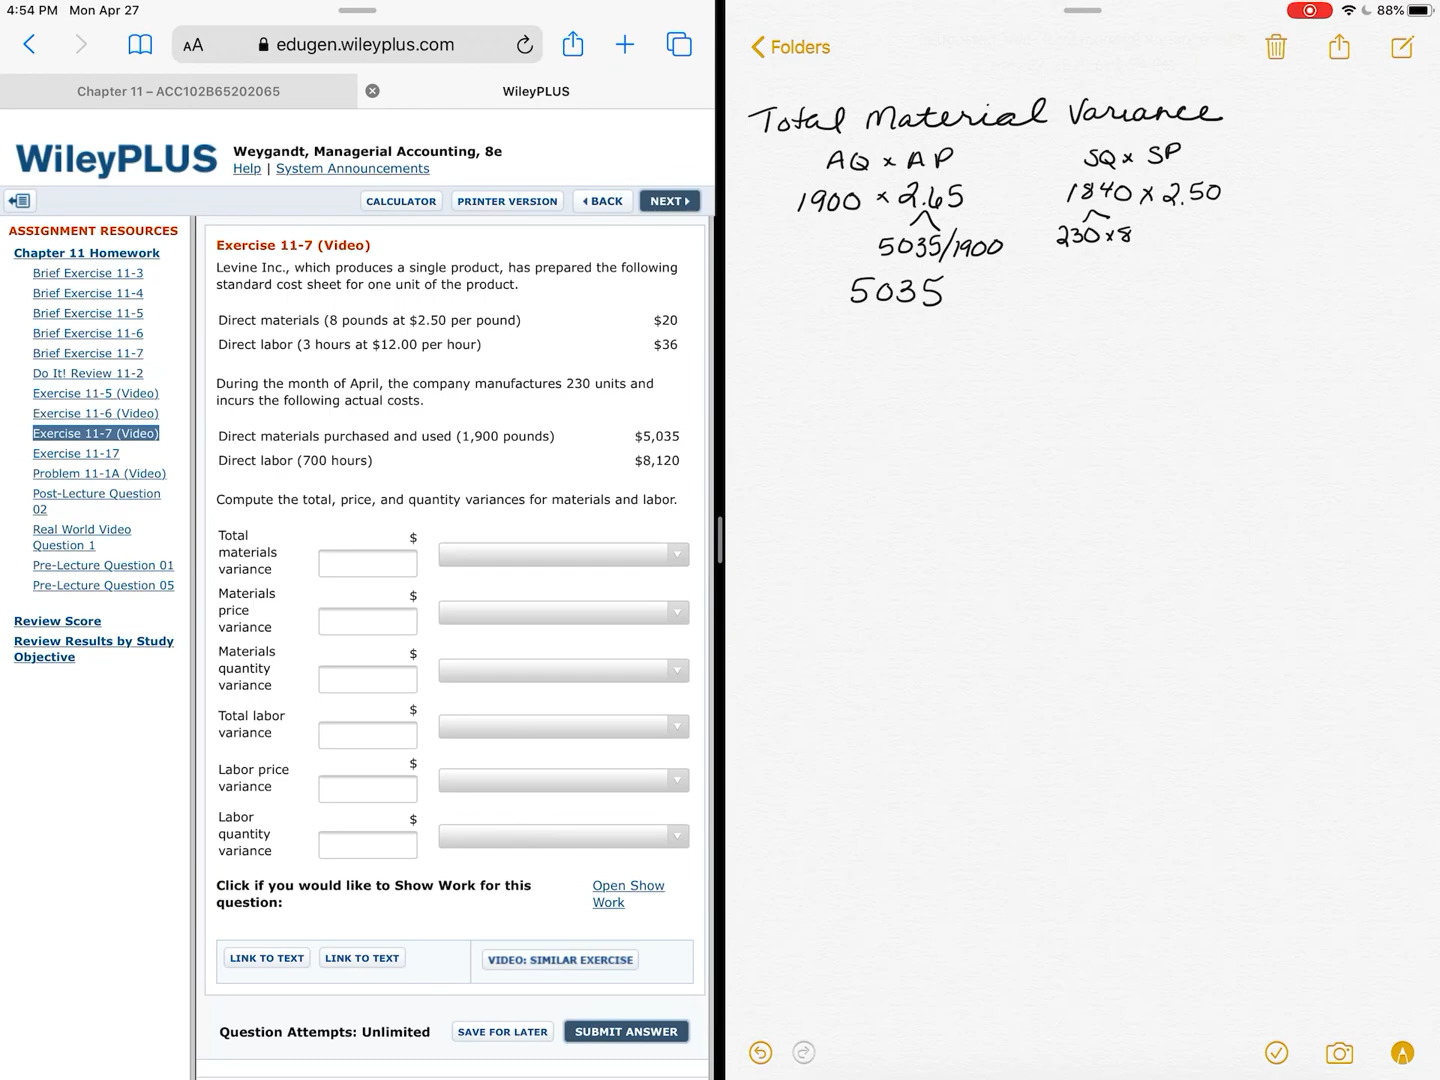 4:54 PM Mon Apr 27
88%
AA edugen.wileyplus.com
Chapter 11 – ACC102B65202065
WileyPLUS
WileyPLUS
Weygandt, Managerial Accounting, 8e
Help | System Announcements
CALCULATOR
PRINTER VERSION
BACK
NEXT
ASSIGNMENT RESOURCES
Chapter 11 Homework
Brief Exercise 11-3
Brief Exercise 11-4
Brief Exercise 11-5
Brief Exercise 11-6
Brief Exercise 11-7
Do It! Review 11-2
Exercise 11-5 (Video)
Exercise 11-6 (Video)
Exercise 11-7 (Video)
Exercise 11-17
Problem 11-1A (Video)
Post-Lecture Question
02
Real World Video
Question 1
Pre-Lecture Question 01
Pre-Lecture Question 05
Review Score
Review Results by Study
Objective
Exercise 11-7 (Video)
Levine Inc., which produces a single product, has prepared the following
standard cost sheet for one unit of the product.
Direct materials (8 pounds at $2.50 per pound) $20
Direct labor (3 hours at $12.00 per hour) $36
During the month of April, the company manufactures 230 units and
incurs the following actual costs.
Direct materials purchased and used (1,900 pounds) $5,035
Direct labor (700 hours) $8,120
Compute the total, price, and quantity variances for materials and labor.
Total
materials
variance
$
Materials
price
variance
$
Materials
quantity
variance
$
Total labor
variance
$
Labor price
variance
$
Labor
quantity
variance
$
Click if you would like to Show Work for this
question:
Open Show
Work
LINK TO TEXT
LINK TO TEXT
VIDEO: SIMILAR EXERCISE
Question Attempts: Unlimited
SAVE FOR LATER
SUBMIT ANSWER
Folders
Total Material Variance
AQ x AP
SQ x SP
1900 x 2.65
1840 x 2.50
5035/1900
230 x 8
5035